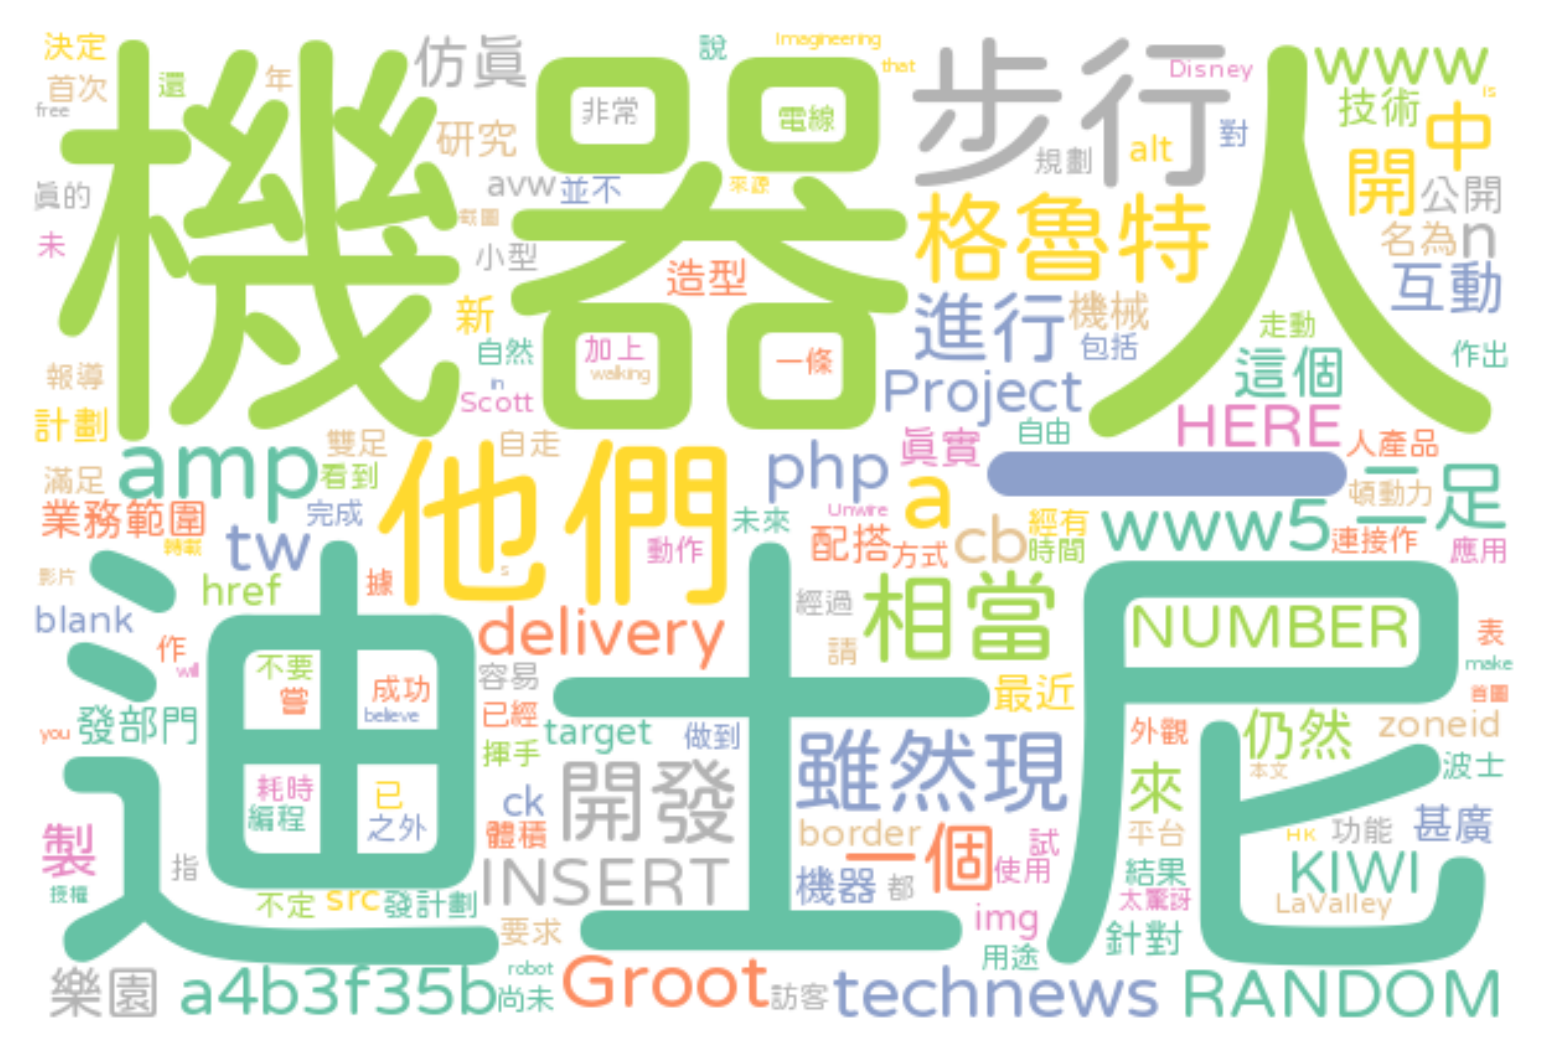 決定 機器人 仿真 說 Imagineering 步行 Disney www
首次 還 年 非常 電線 that is
free 研究 規劃 alt 對 技術 中
真的 avw 並不 來源 格魯特 開 公開
未 截圖 小型 造型 名為 n
新 進行 機械 互動
自然 加上 一條 包括 走動 作出
報導 in walking Project 這個
計劃 Scott HERE
amp 雙足 自走 他們 php 真實 自由 一 人產品
滿足 看到 a 頓動力 二足
業務範圍 完成 未來 Unwire 經有 www5
tw 轉載 動作 配搭 方式 cb 時間 連接作 應用
影片 href 據 s 迪士尼
blank delivery 經過 相當 NUMBER 表
作 will 不要 容易 請 make
嘗 成功 已經 最近 首圖
you 發部門 believe target 做到 外觀 仍然 zoneid
揮手 雖然現 本文 波士
耗時 已 開發 來
編程 之外 ck border 平台 HK 功能 甚廣
製 體積 一個 試
指 INSERT 機器 都 使用 結果 KIWI
授權 不定 src 發計劃 太驚訝 LaValley
要求 img 針對
樂園 a4b3f35b robot 尚未 Groot 訪客 用途 technews RANDOM